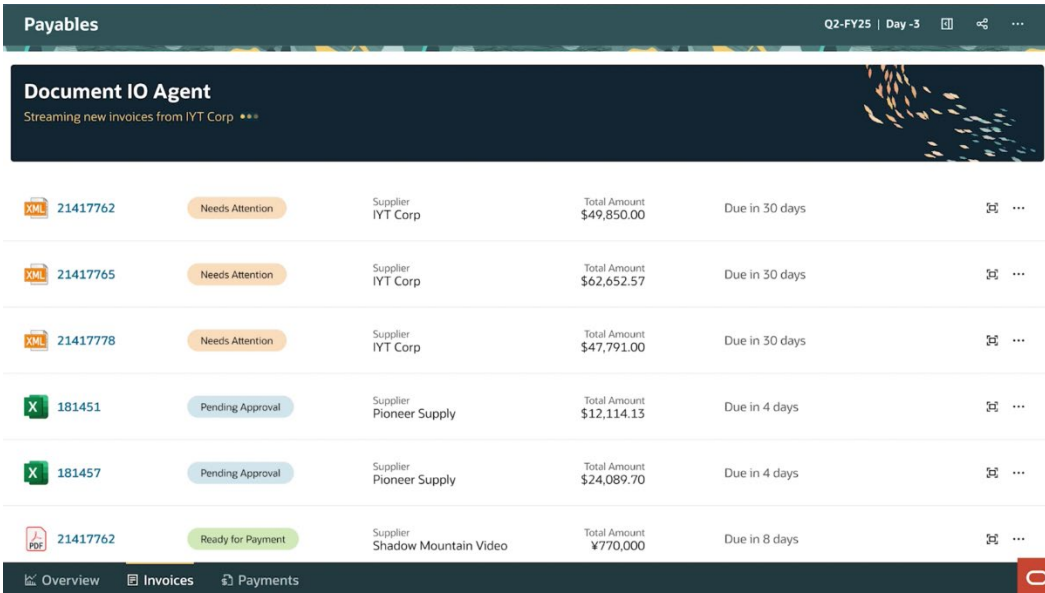 Payables
Q2-FY25 | Day -3
Document IO Agent
Streaming new invoices from IYT Corp
XML 21417762 Needs Attention Supplier IYT Corp Total Amount $49,850.00 Due in 30 days
XML 21417765 Needs Attention Supplier IYT Corp Total Amount $62,652.57 Due in 30 days
XML 21417778 Needs Attention Supplier IYT Corp Total Amount $47,791.00 Due in 30 days
X 181451 Pending Approval Supplier Pioneer Supply Total Amount $12,114.13 Due in 4 days
X 181457 Pending Approval Supplier Pioneer Supply Total Amount $24,089.70 Due in 4 days
PDF 21417762 Ready for Payment Supplier Shadow Mountain Video Total Amount ¥770,000 Due in 8 days
Overview Invoices Payments